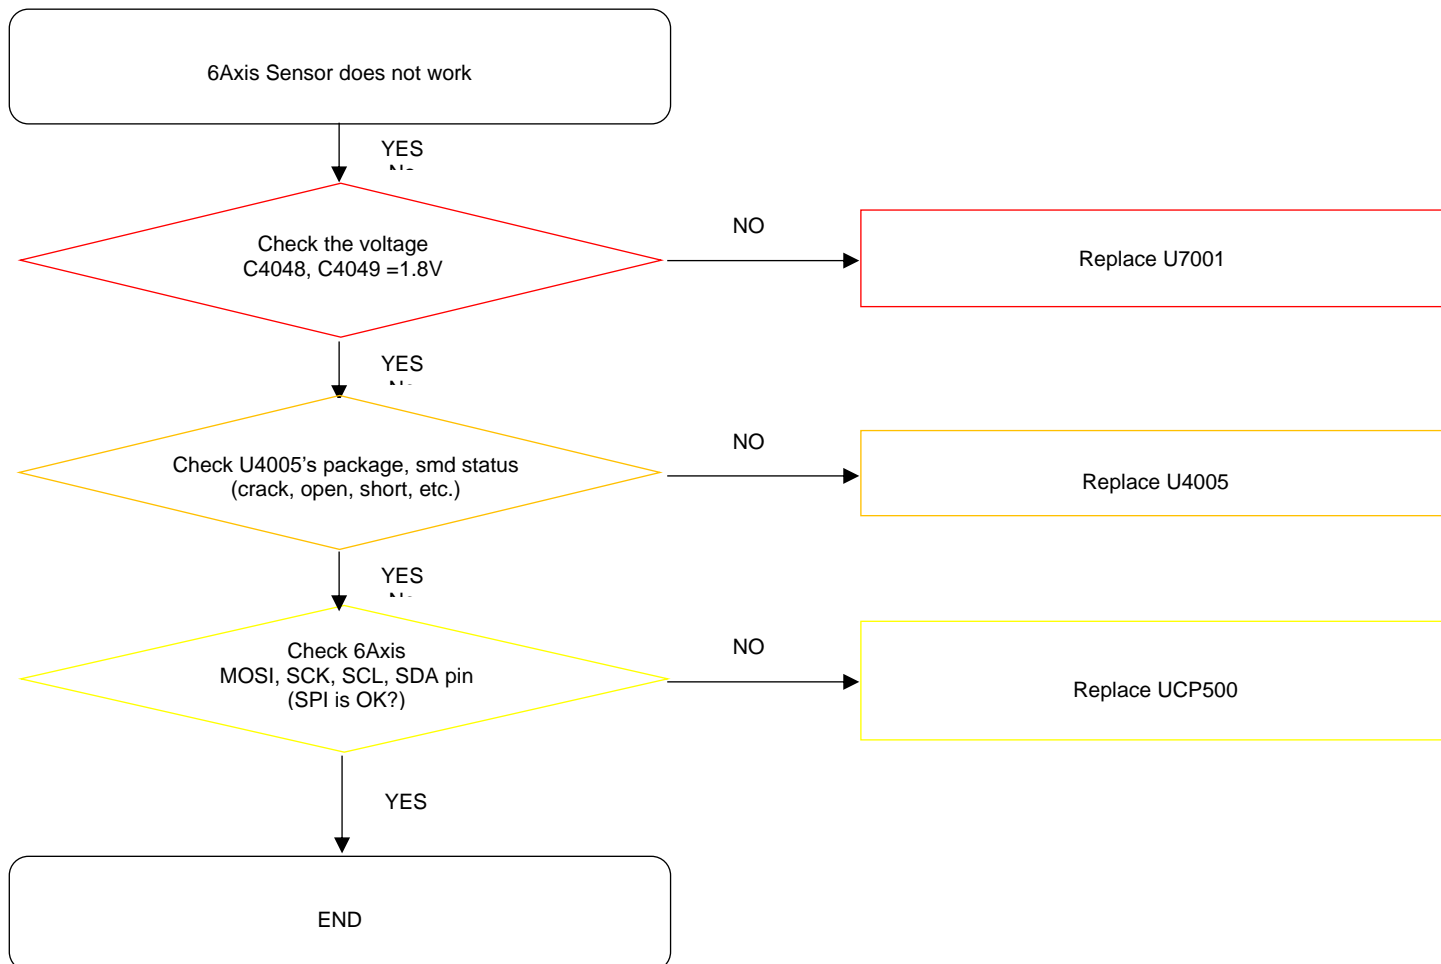 6Axis Sensor does not work
YES
Check the voltage
C4048, C4049 =1.8V
NO
Replace U7001
YES
Check U4005’s package, smd status
(crack, open, short, etc.)
NO
Replace U4005
YES
Check 6Axis
MOSI, SCK, SCL, SDA pin
(SPI is OK?)
NO
Replace UCP500
YES
END